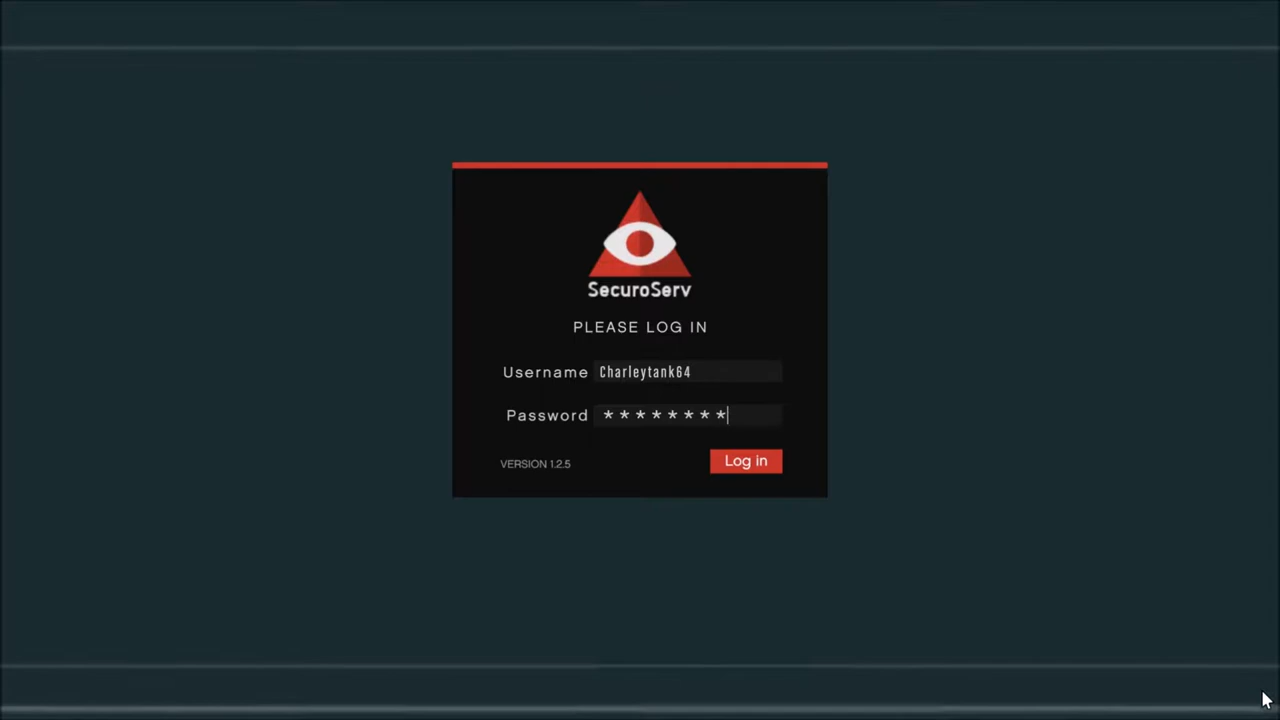 SecuroServ
PLEASE LOG IN
Username Charleytank64
Password ********
VERSION 1.2.5 Log in